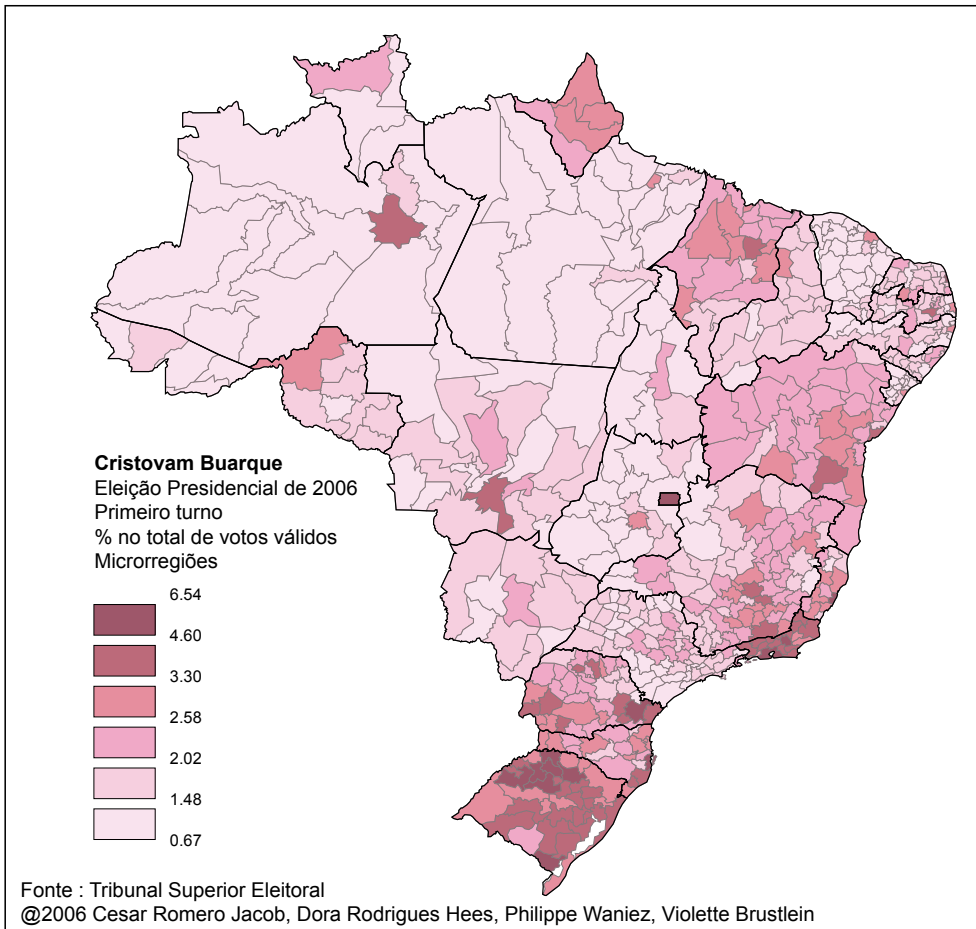 Cristovam Buarque
Eleição Presidencial de 2006
Primeiro turno
% no total de votos válidos
Microrregiões
6.54
4.60
3.30
2.58
2.02
1.48
0.67
Fonte : Tribunal Superior Eleitoral
@2006 Cesar Romero Jacob, Dora Rodrigues Hees, Philippe Waniez, Violette Brustlein